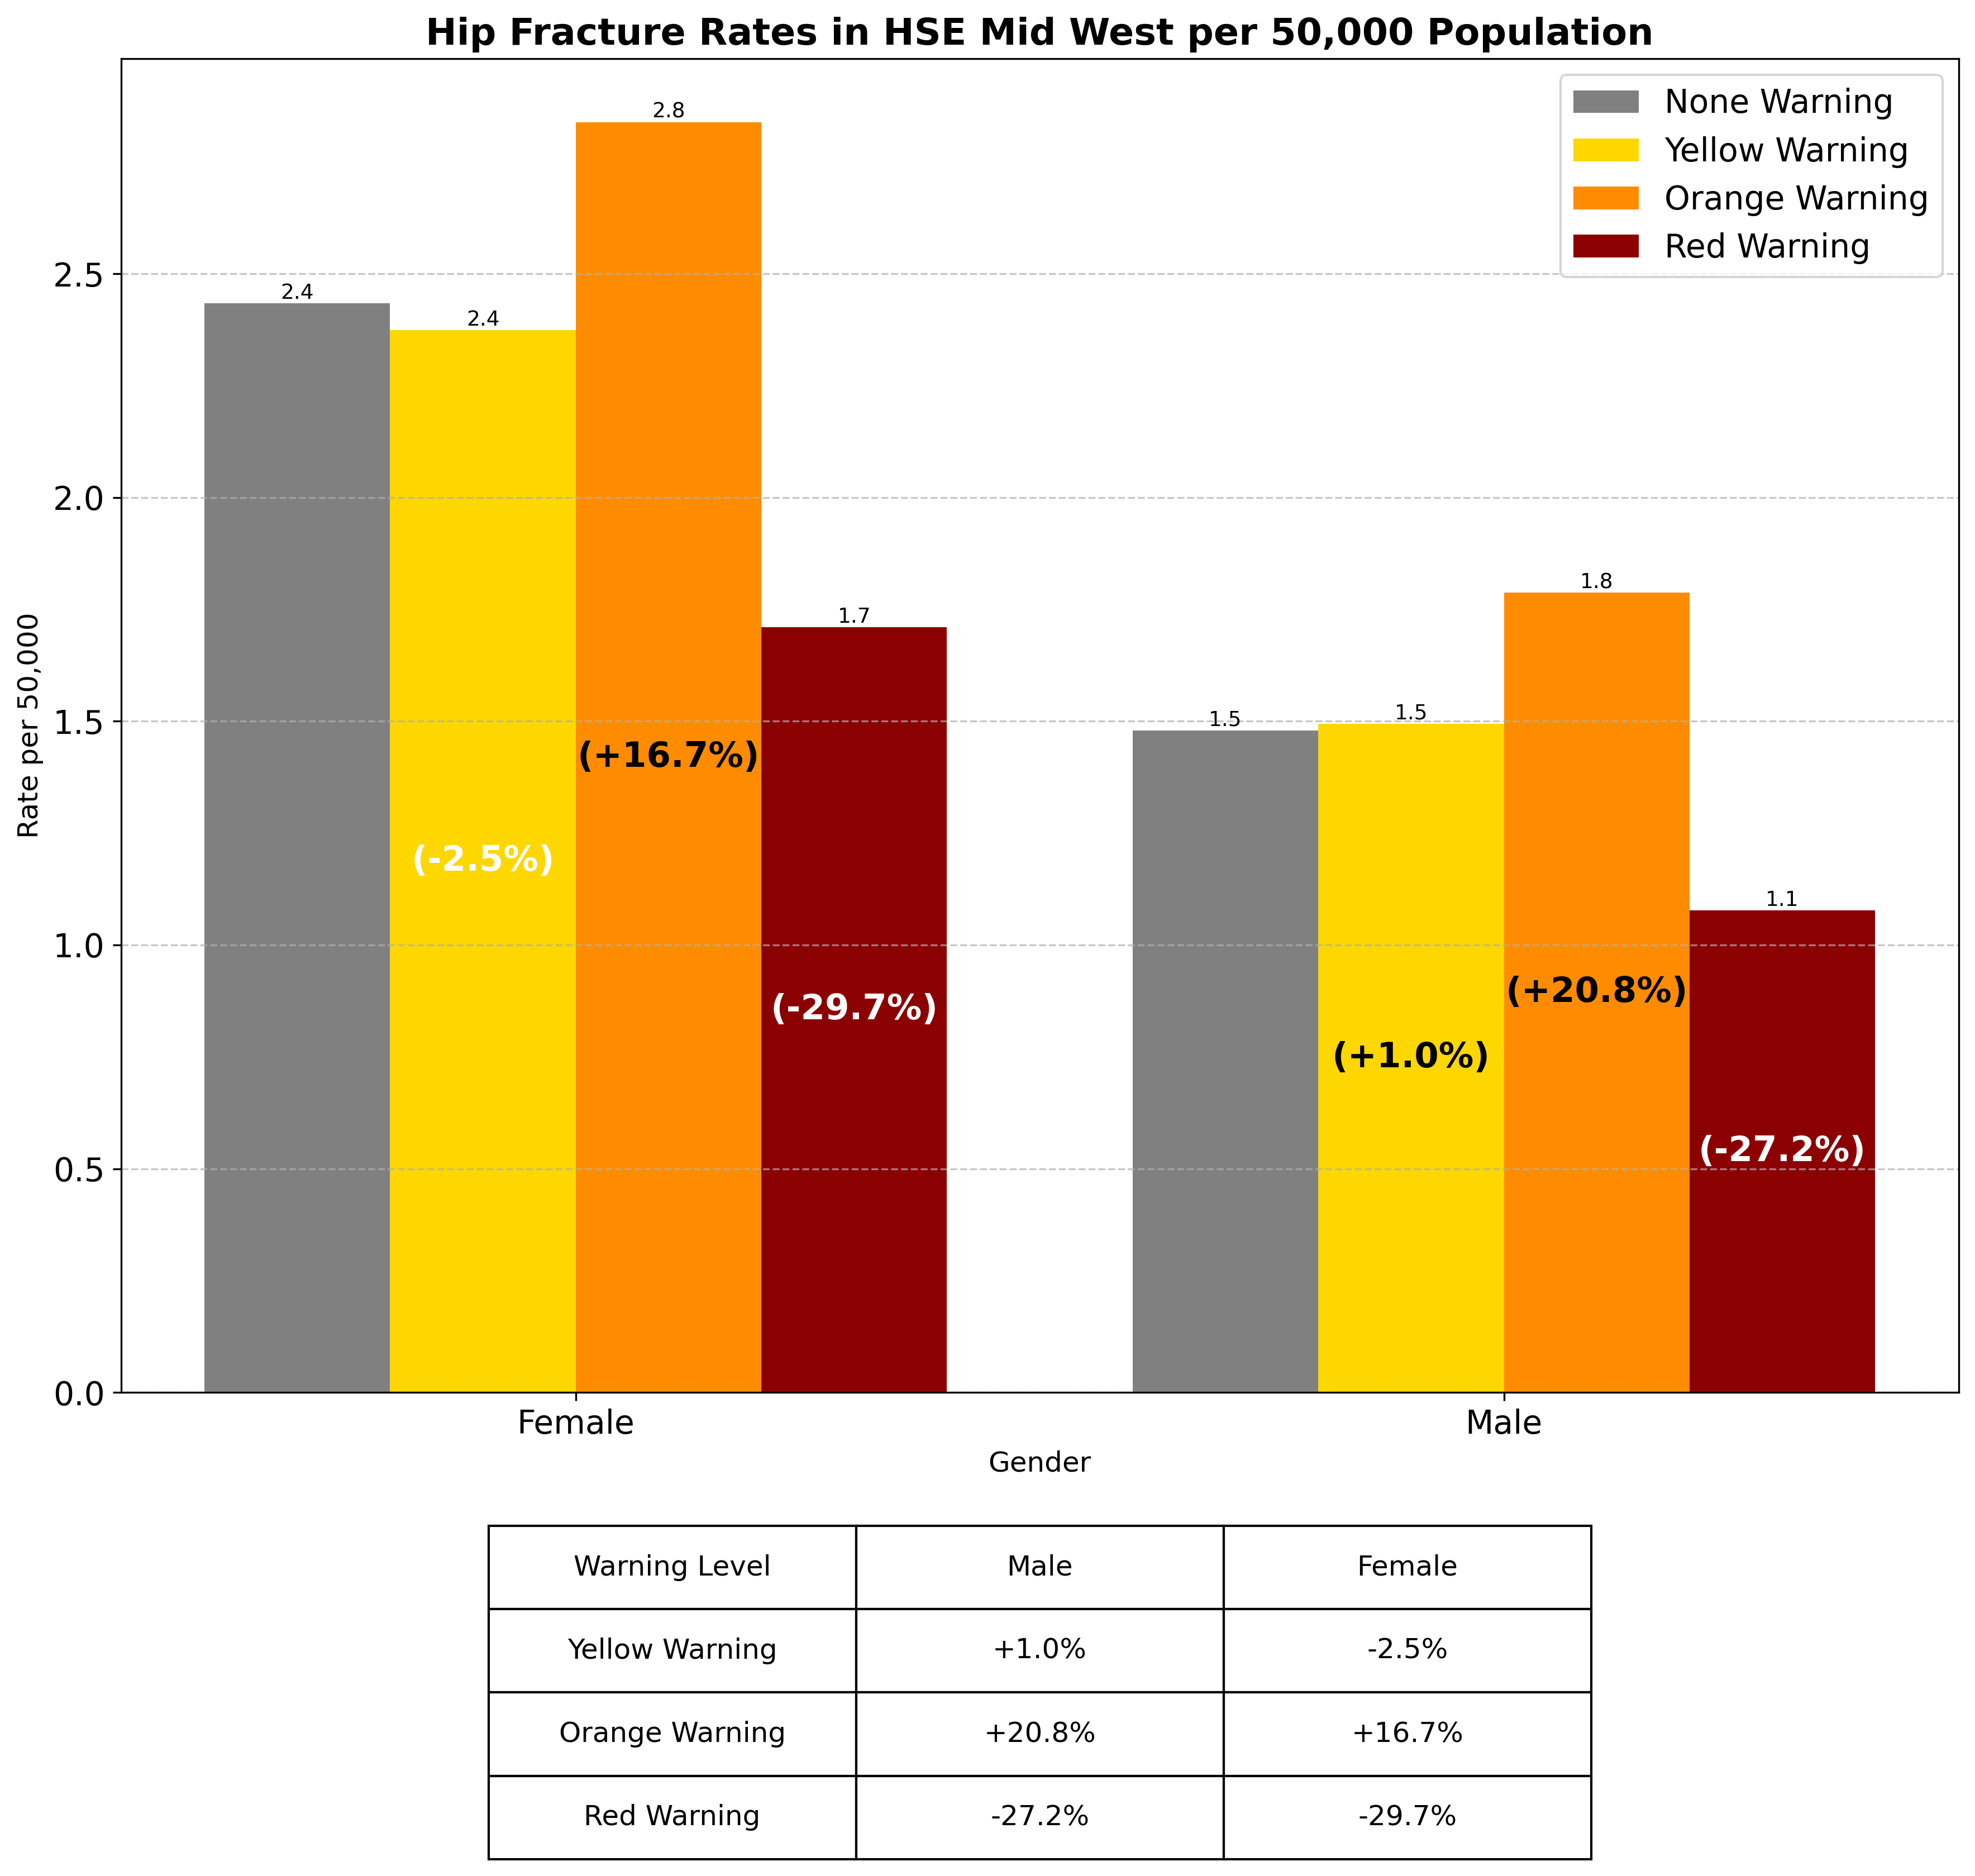 Hip Fracture Rates in HSE Mid West per 50,000 Population
None Warning
Yellow Warning
Orange Warning
Red Warning
Rate per 50,000
2.5
2.0
1.5
1.0
0.5
0.0
2.4
2.4
2.8
1.7
1.5
1.5
1.8
1.1
(-2.5%)
(+16.7%)
(-29.7%)
(+1.0%)
(+20.8%)
(-27.2%)
Female
Male
Gender
Warning Level Male Female
Yellow Warning +1.0% -2.5%
Orange Warning +20.8% +16.7%
Red Warning -27.2% -29.7%